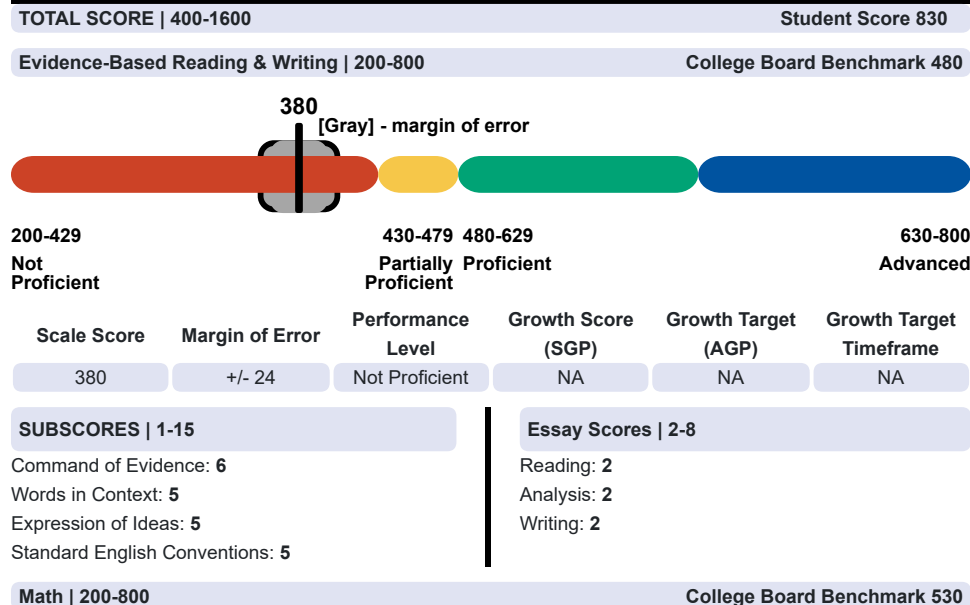 TOTAL SCORE | 400-1600 Student Score 830
Evidence-Based Reading & Writing | 200-800 College Board Benchmark 480
380
[Gray] - margin of error
200-429 430-479 480-629 630-800
Not Partially Proficient Advanced
Proficient Proficient
Scale Score Margin of Error Performance Level Growth Score (SGP) Growth Target (AGP) Growth Target Timeframe
380 +/- 24 Not Proficient NA NA NA
SUBSCORES | 1-15
Command of Evidence: 6
Words in Context: 5
Expression of Ideas: 5
Standard English Conventions: 5
Essay Scores | 2-8
Reading: 2
Analysis: 2
Writing: 2
Math | 200-800 College Board Benchmark 530